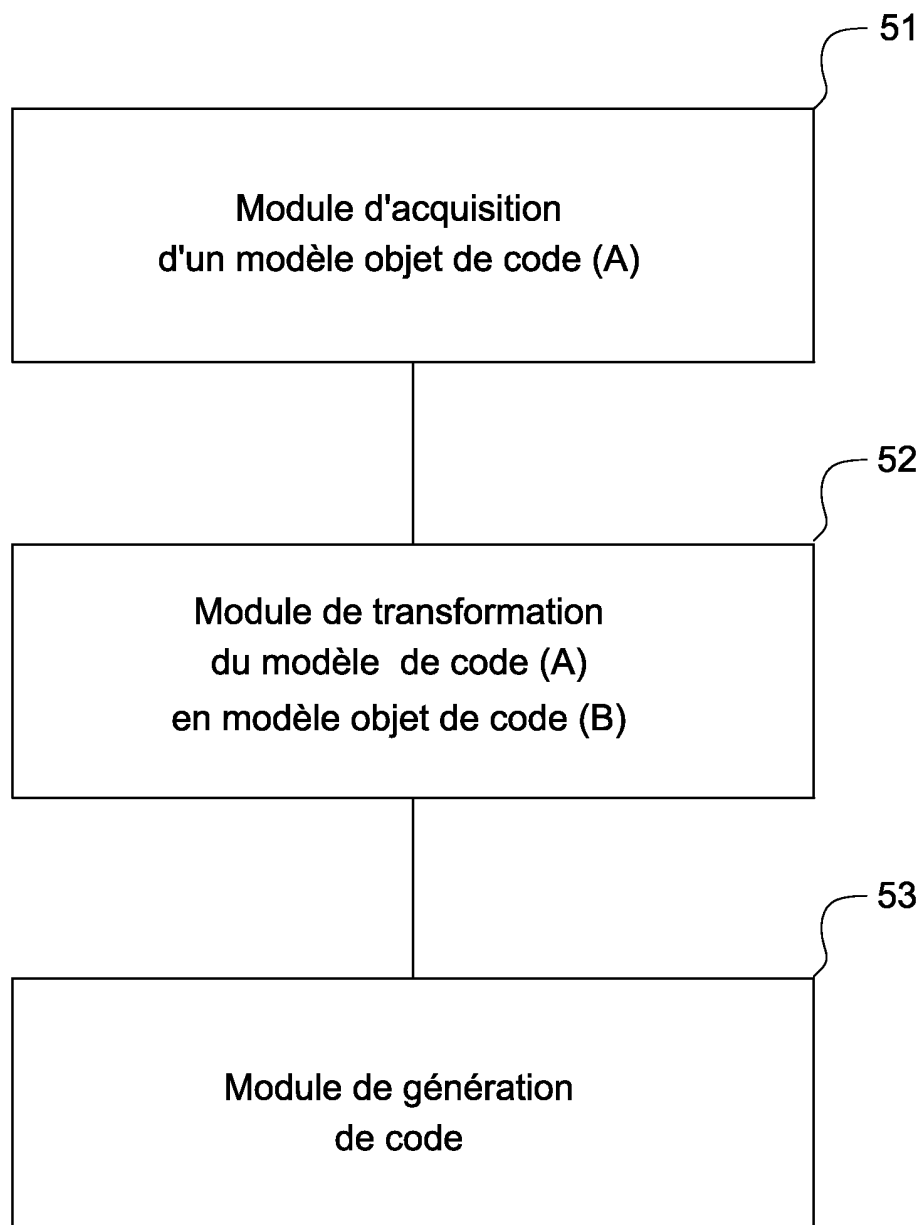 51
Module d'acquisition
d'un modèle objet de code (A)
52
Module de transformation
du modèle de code (A)
en modèle objet de code (B)
53
Module de génération
de code